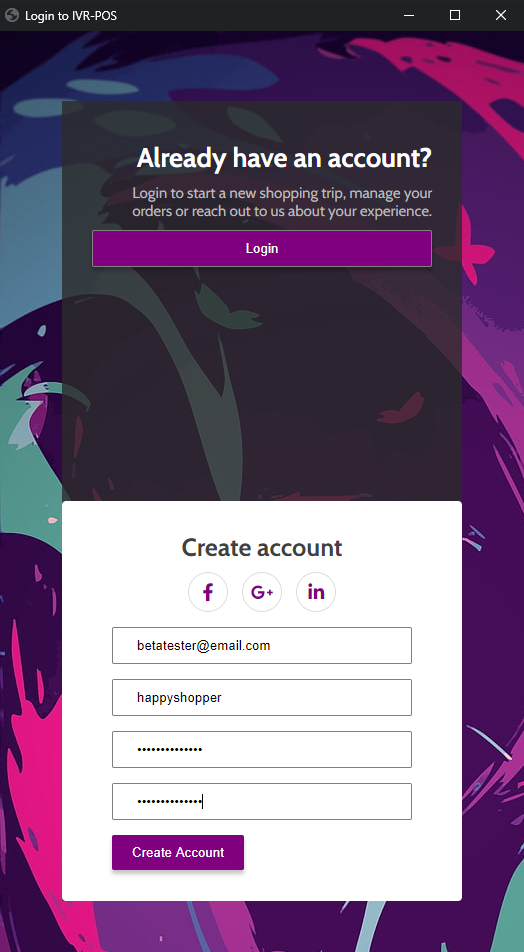 Login to IVR-POS
Already have an account?
Login to start a new shopping trip, manage your
orders or reach out to us about your experience.
Login
Create account
f
G+
in
betatester@email.com
happyshopper
••••••••••••••
••••••••••••••
Create Account